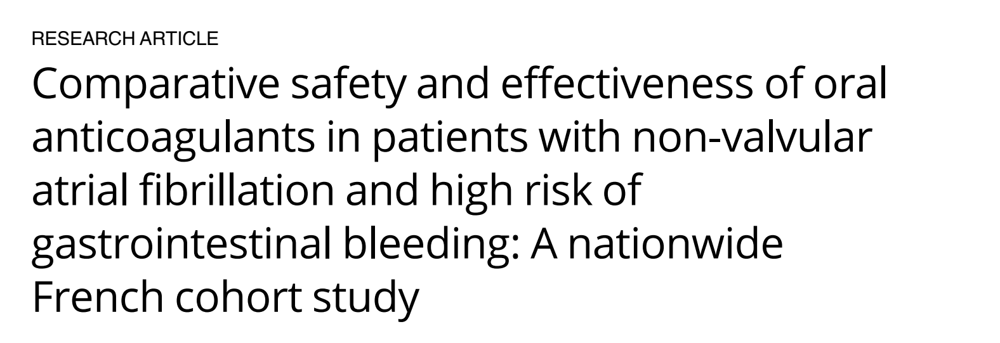 RESEARCH ARTICLE
Comparative safety and effectiveness of oral
anticoagulants in patients with non-valvular
atrial fibrillation and high risk of
gastrointestinal bleeding: A nationwide
French cohort study